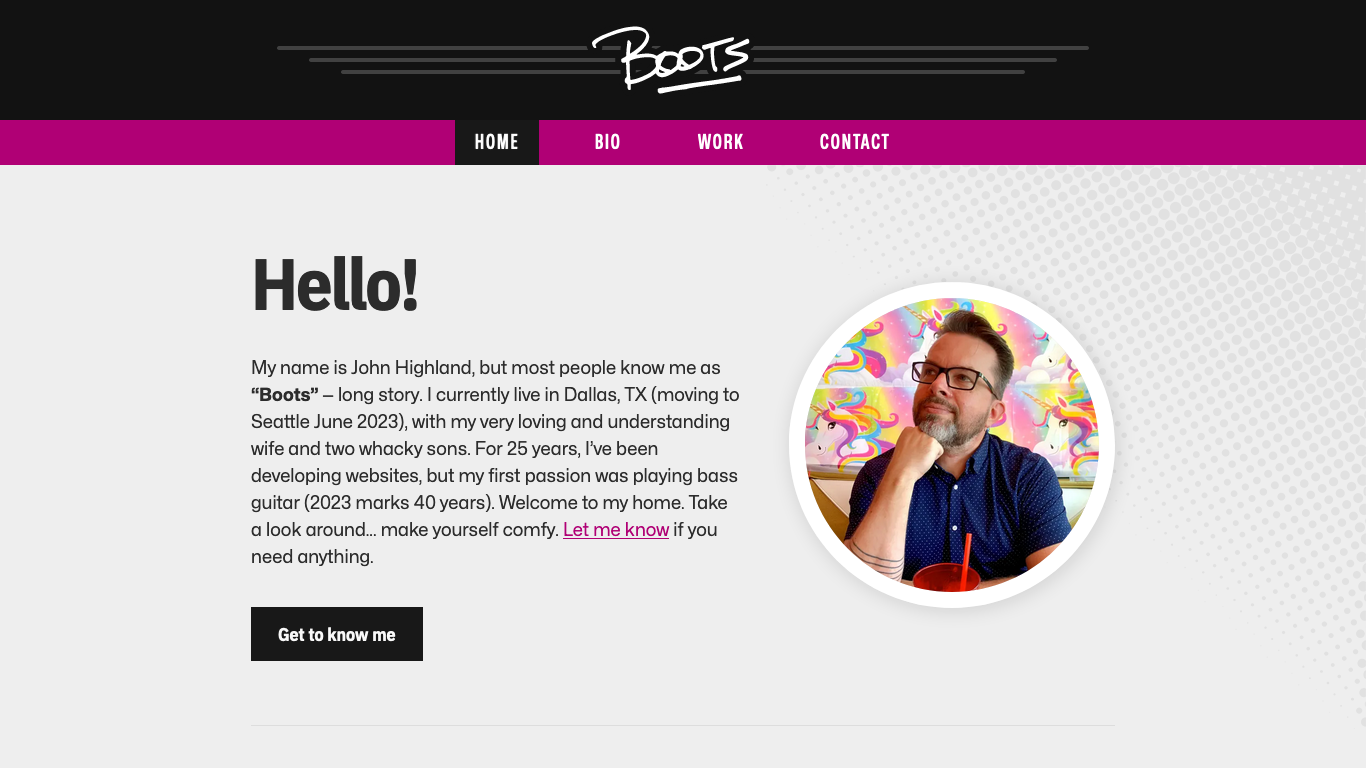 BOOTS
HOME
BIO
WORK
CONTACT
Hello!
My name is John Highland, but most people know me as
“Boots” – long story. I currently live in Dallas, TX (moving to
Seattle June 2023), with my very loving and understanding
wife and two whacky sons. For 25 years, I’ve been
developing websites, but my first passion was playing bass
guitar (2023 marks 40 years). Welcome to my home. Take
a look around... make yourself comfy. Let me know if you
need anything.
Get to know me